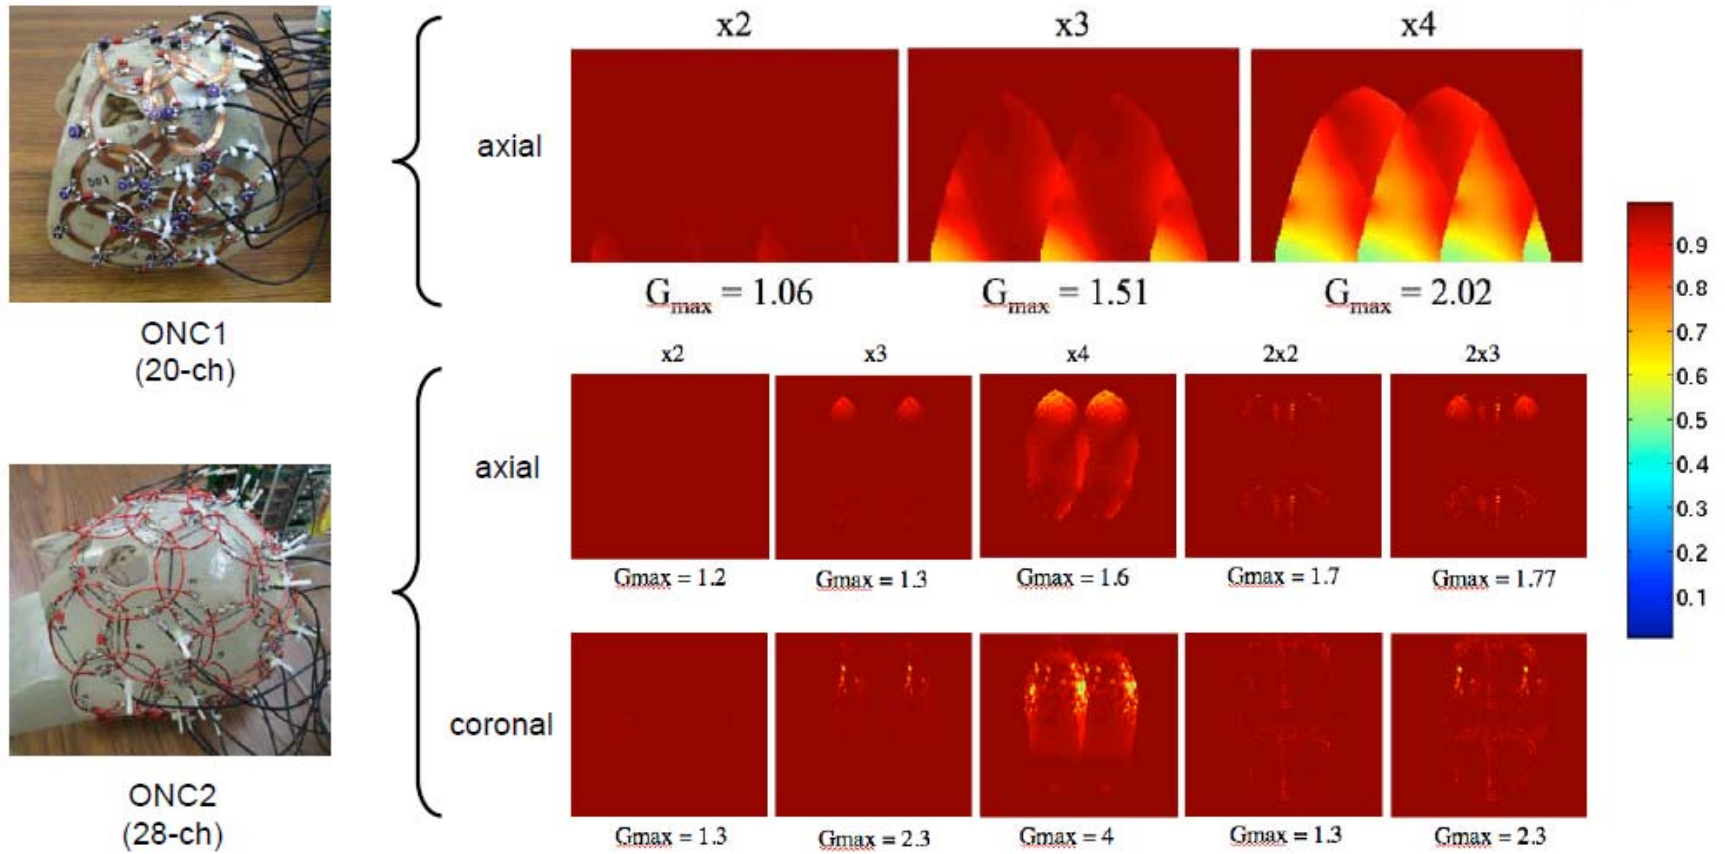 x2 x3 x4
axial
G_max = 1.06 G_max = 1.51 G_max = 2.02
ONC1
(20-ch)
x2 x3 x4 2x2 2x3
axial
Gmax = 1.2 Gmax = 1.3 Gmax = 1.6 Gmax = 1.7 Gmax = 1.77
coronal
Gmax = 1.3 Gmax = 2.3 Gmax = 4 Gmax = 1.3 Gmax = 2.3
ONC2
(28-ch)
0.9
0.8
0.7
0.6
0.5
0.4
0.3
0.2
0.1